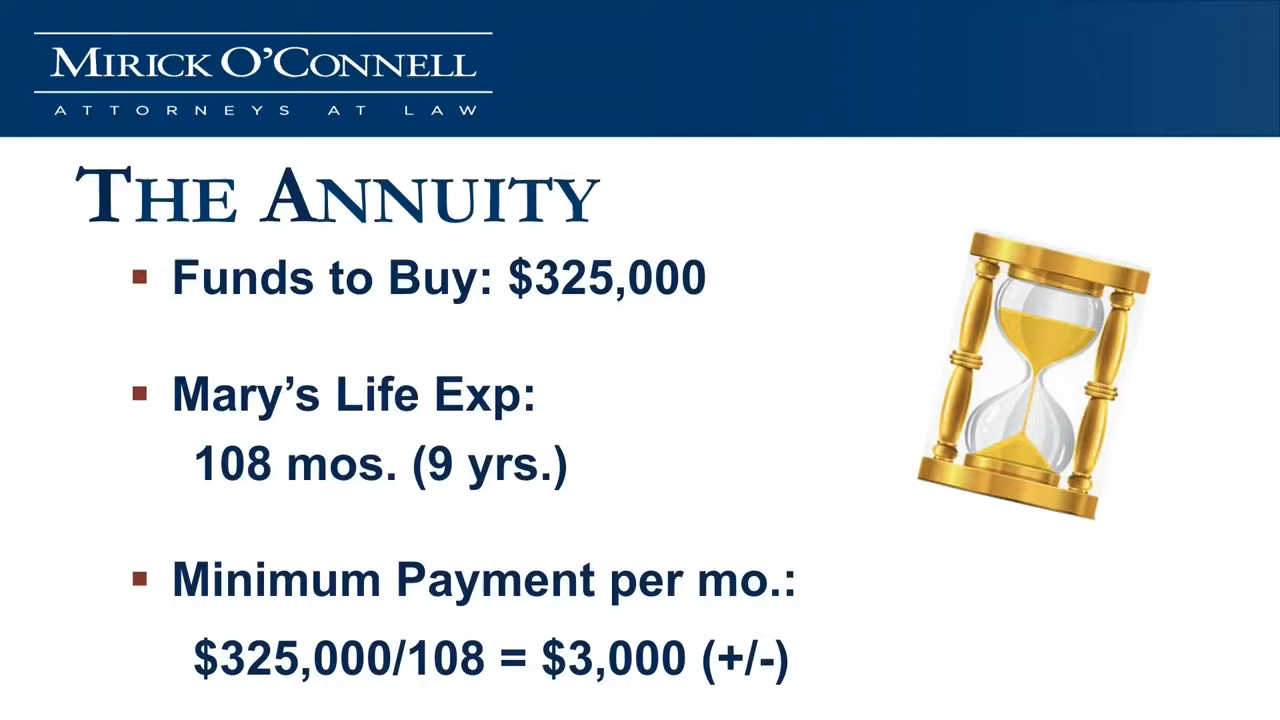 MIRICK O'CONNELL
ATTORNEYS AT LAW
THE ANNUITY
▪ Funds to Buy: $325,000
▪ Mary's Life Exp:
108 mos. (9 yrs.)
▪ Minimum Payment per mo.:
$325,000/108 = $3,000 (+/-)